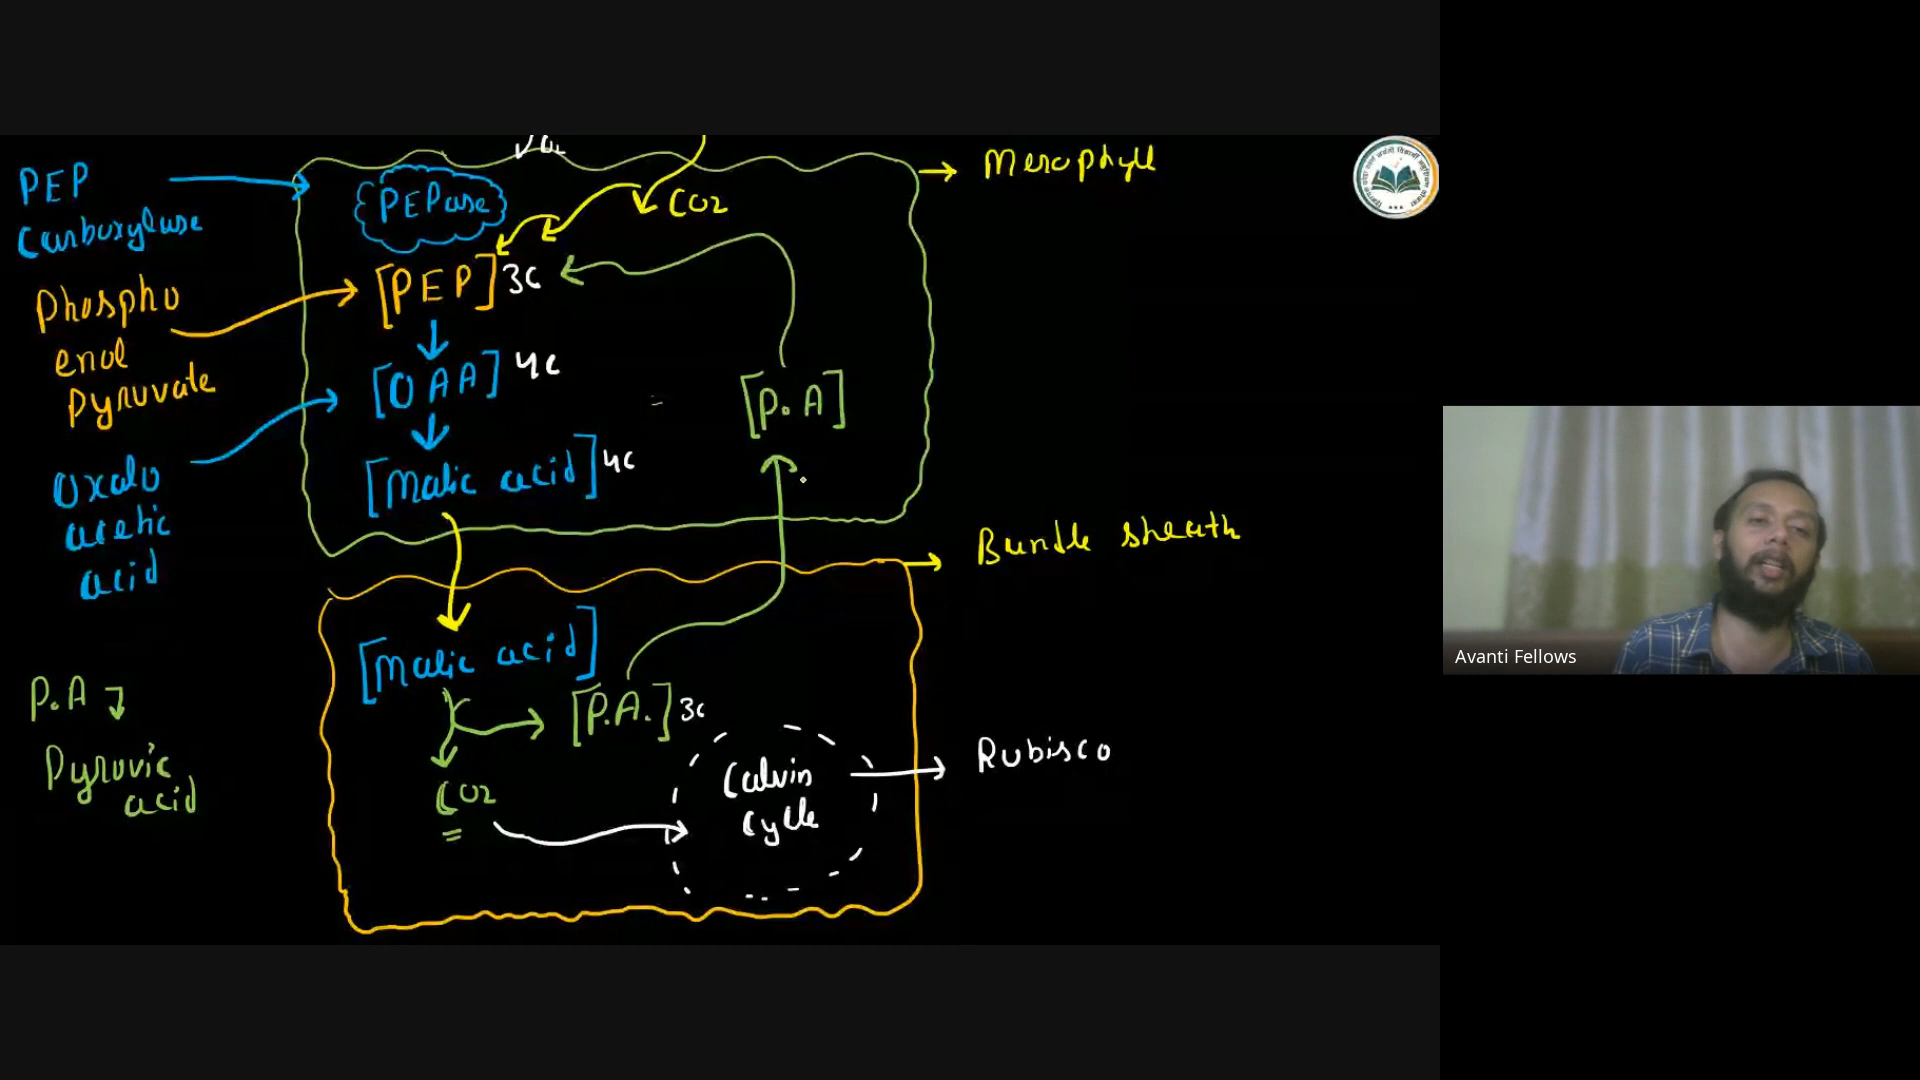 PEP
Carboxylase
Phospho
enol
Pyruvate
Oxalo
acetic
acid
P.A
Pyruvic
acid
PEPase
CO2
[PEP] 3C
[OAA] 4C
[Malic acid] 4C
[P.A]
Mesophyll
Bundle sheath
[Malic acid]
[P.A.] 3C
CO2
Calvin
cycle
Rubisco
Avanti Fellows